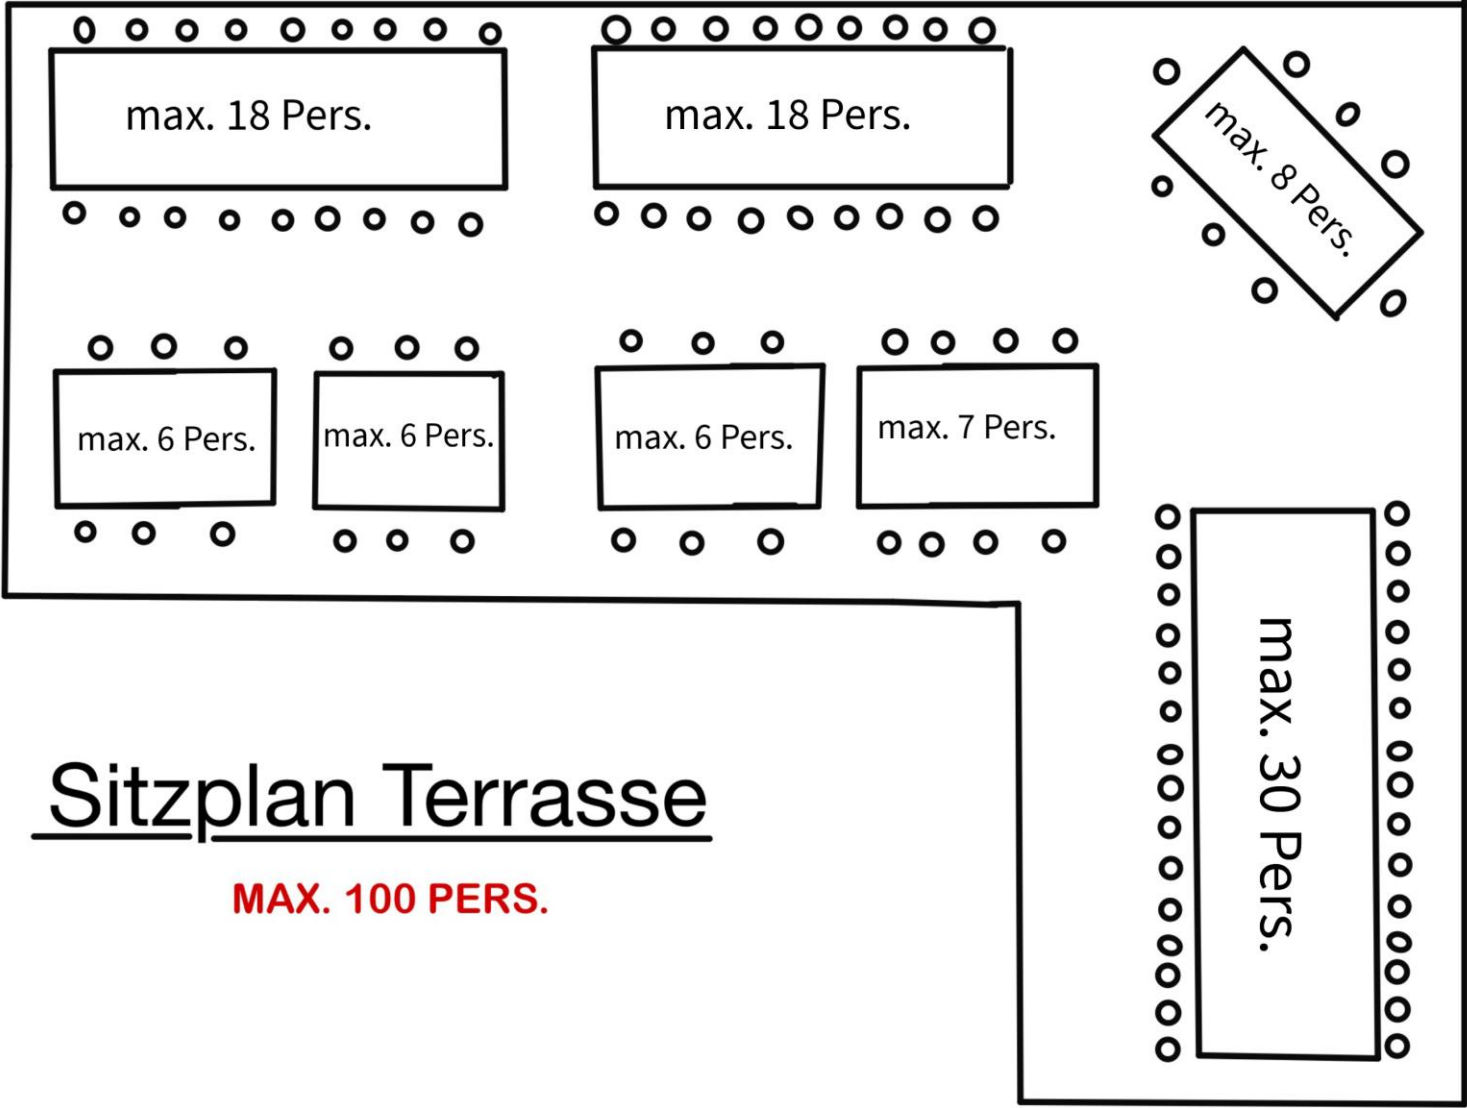 max. 18 Pers.
max. 18 Pers.
max. 8 Pers.
max. 6 Pers.
max. 6 Pers.
max. 6 Pers.
max. 7 Pers.
max. 30 Pers.
Sitzplan Terrasse
MAX. 100 PERS.